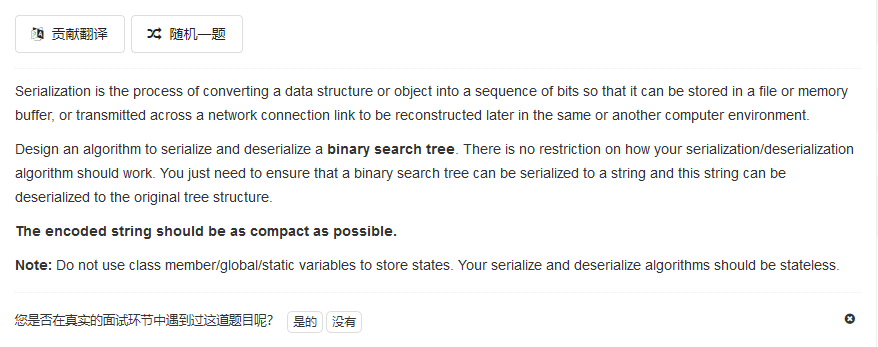 贡献翻译 随机一题
Serialization is the process of converting a data structure or object into a sequence of bits so that it can be stored in a file or memory
buffer, or transmitted across a network connection link to be reconstructed later in the same or another computer environment.
Design an algorithm to serialize and deserialize a binary search tree. There is no restriction on how your serialization/deserialization
algorithm should work. You just need to ensure that a binary search tree can be serialized to a string and this string can be
deserialized to the original tree structure.
The encoded string should be as compact as possible.
Note: Do not use class member/global/static variables to store states. Your serialize and deserialize algorithms should be stateless.
您是否在真实的面试环节中遇到过这道题目呢? 是的 没有